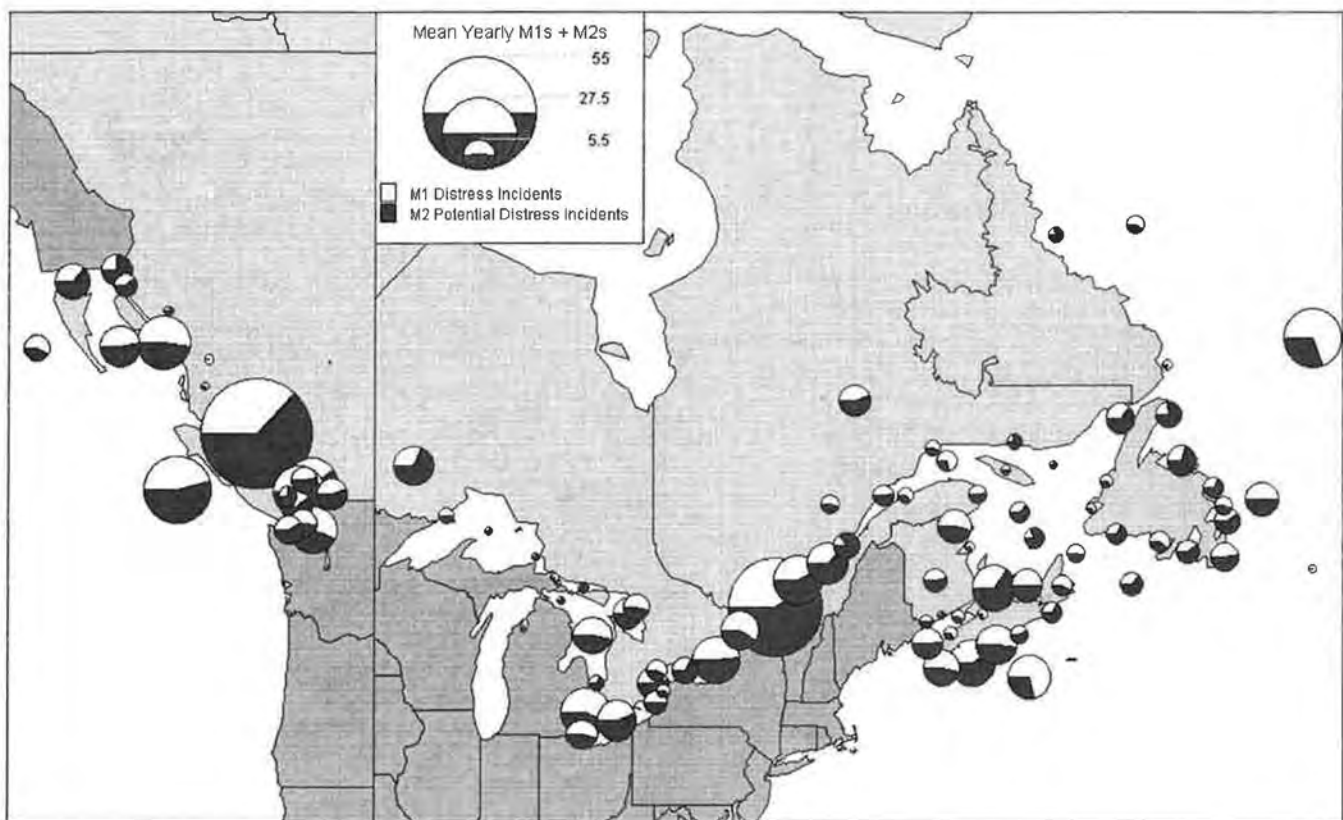 Mean Yearly M1s + M2s
55
27.5
5.5
M1 Distress Incidents
M2 Potential Distress Incidents